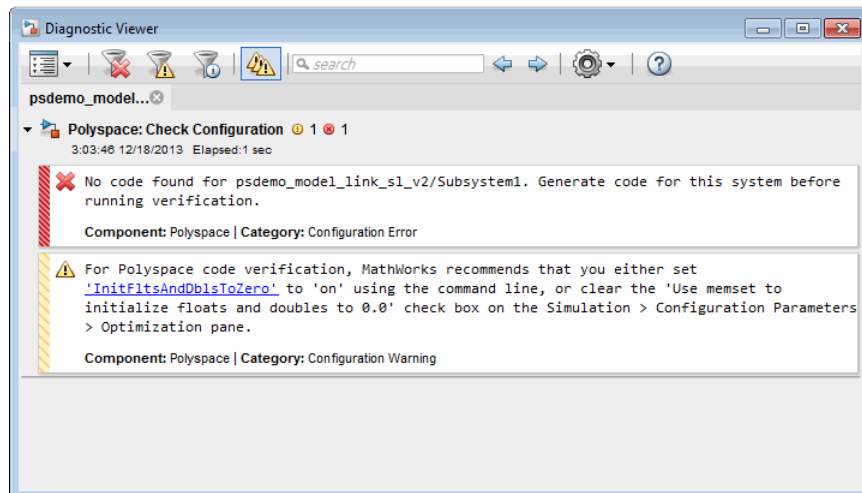 Diagnostic Viewer
search
psdemo_model...
Polyspace: Check Configuration 1 1
3:03:46 12/18/2013 Elapsed:1 sec
No code found for psdemo_model_link_sl_v2/Subsystem1. Generate code for this system before
running verification.
Component: Polyspace | Category: Configuration Error
For Polyspace code verification, MathWorks recommends that you either set
'InitFltsAndDblsToZero' to 'on' using the command line, or clear the 'Use memset to
initialize floats and doubles to 0.0' check box on the Simulation > Configuration Parameters
> Optimization pane.
Component: Polyspace | Category: Configuration Warning